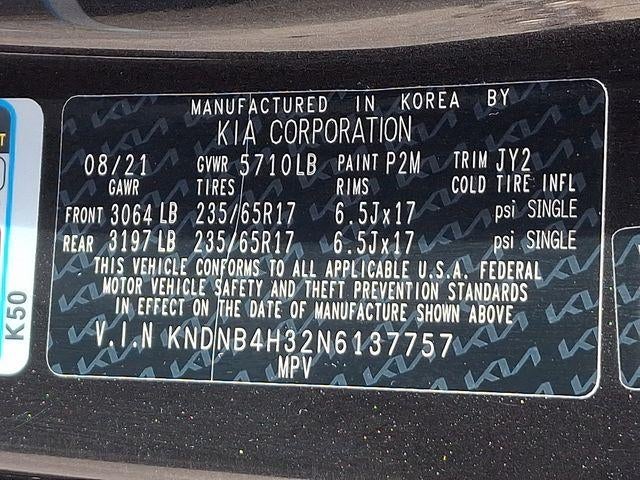 MANUFACTURED IN KOREA BY
KIA CORPORATION
08/21 GVWR 5710LB PAINT P2M TRIM JY2
GAWR TIRES RIMS COLD TIRE INFL
FRONT 3064 LB 235/65R17 6.5Jx17 psi SINGLE
REAR 3197 LB 235/65R17 6.5Jx17 psi SINGLE
THIS VEHICLE CONFORMS TO ALL APPLICABLE U.S.A. FEDERAL
MOTOR VEHICLE SAFETY AND THEFT PREVENTION STANDARDS
IN EFFECT ON THE DATE OF MANUFACTURE SHOWN ABOVE
V.I.N KNDNB4H32N6137757
MPV
K50